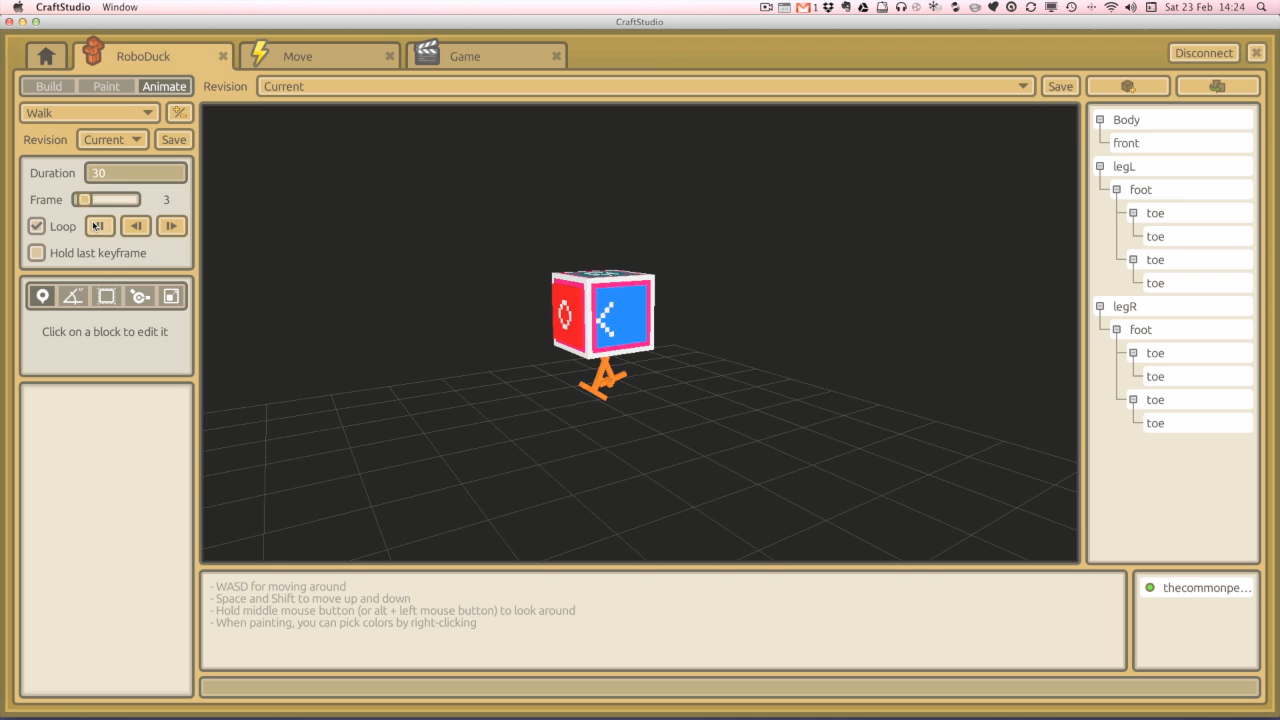 CraftStudio Window 1 Sat 23 Feb 14:24
CraftStudio
RoboDuck Move Game Disconnect
Build Paint Animate Revision Current Save
Walk
Revision Current Save
Duration 30
Frame 3
Loop
Hold last keyframe
Click on a block to edit it
Body
front
legL
foot
toe
toe
toe
toe
legR
foot
toe
toe
toe
toe
- WASD for moving around
- Space and Shift to move up and down
- Hold middle mouse button (or alt + left mouse button) to look around
- When painting, you can pick colors by right-clicking
thecommonpe...